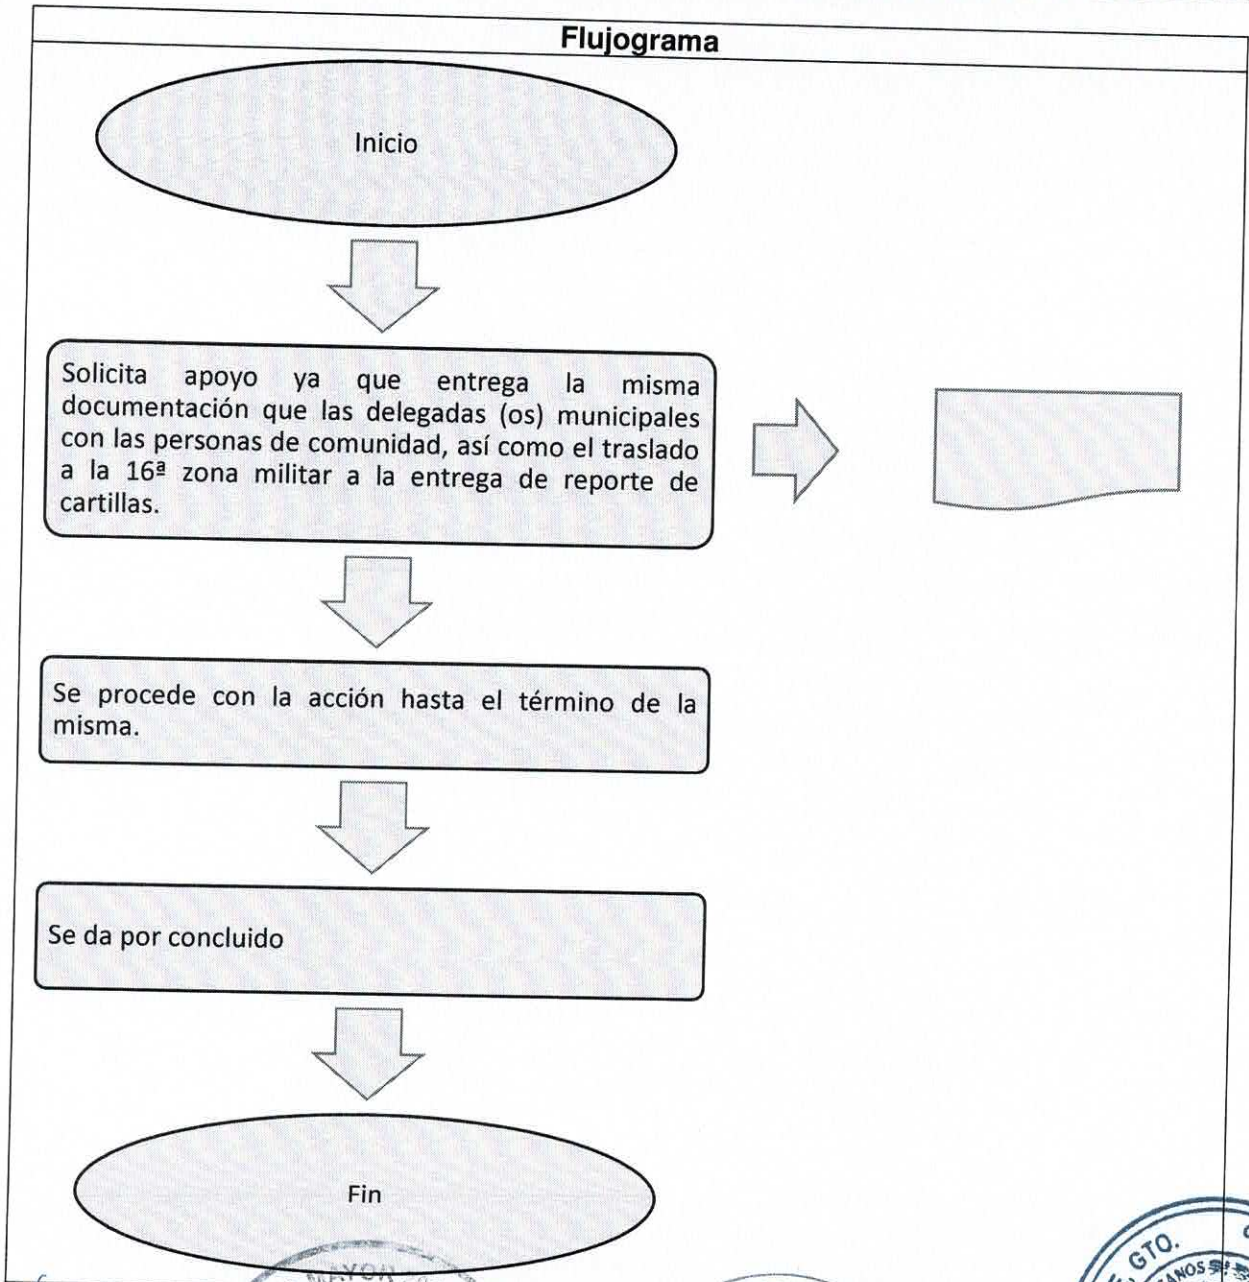 Flujograma
Inicio
Solicita apoyo ya que entrega la misma
documentación que las delegadas (os) municipales
con las personas de comunidad, así como el traslado
a la 16ª zona militar a la entrega de reporte de
cartillas.
Se procede con la acción hasta el término de la
misma.
Se da por concluido
Fin
GTO.